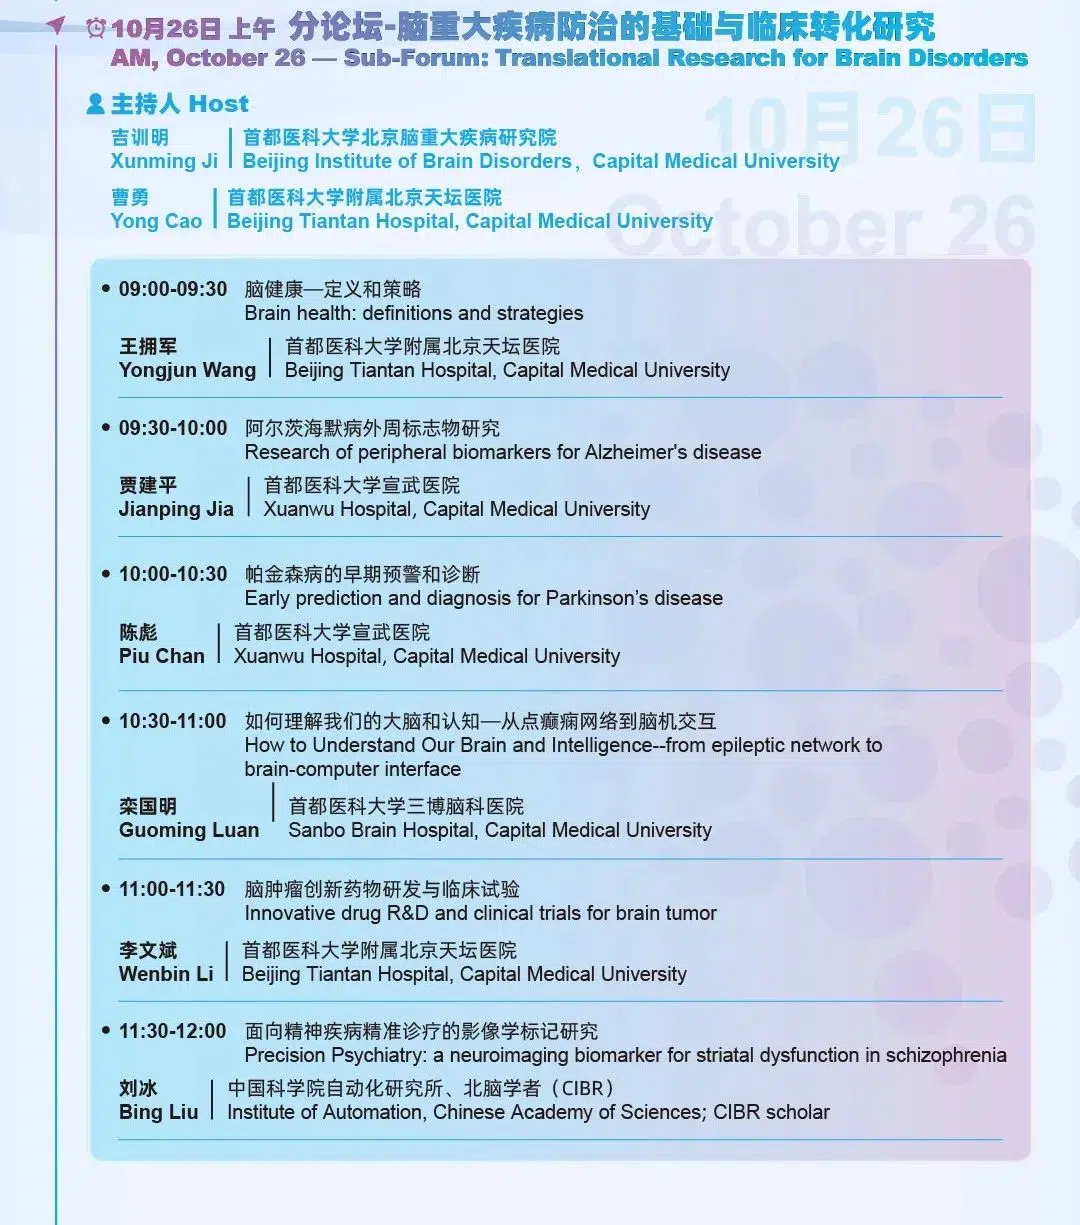 10月26日 上午 分论坛-脑重大疾病防治的基础与临床转化研究
AM, October 26 — Sub-Forum: Translational Research for Brain Disorders
主持人 Host
10月26日
吉训明 首都医科大学北京脑重大疾病研究院
Xunming Ji Beijing Institute of Brain Disorders, Capital Medical University
曹勇 首都医科大学附属北京天坛医院
Yong Cao Beijing Tiantan Hospital, Capital Medical University
October 26
• 09:00-09:30 脑健康—定义和策略
Brain health: definitions and strategies
王拥军 首都医科大学附属北京天坛医院
Yongjun Wang Beijing Tiantan Hospital, Capital Medical University
• 09:30-10:00 阿尔茨海默病外周标志物研究
Research of peripheral biomarkers for Alzheimer's disease
贾建平 首都医科大学宣武医院
Jianping Jia Xuanwu Hospital, Capital Medical University
• 10:00-10:30 帕金森病的早期预警和诊断
Early prediction and diagnosis for Parkinson’s disease
陈彪 首都医科大学宣武医院
Piu Chan Xuanwu Hospital, Capital Medical University
• 10:30-11:00 如何理解我们的大脑和认知—从点癫痫网络到脑机交互
How to Understand Our Brain and Intelligence--from epileptic network to
brain-computer interface
栾国明 首都医科大学三博脑科医院
Guoming Luan Sanbo Brain Hospital, Capital Medical University
• 11:00-11:30 脑肿瘤创新药物研发与临床试验
Innovative drug R&D and clinical trials for brain tumor
李文斌 首都医科大学附属北京天坛医院
Wenbin Li Beijing Tiantan Hospital, Capital Medical University
• 11:30-12:00 面向精神疾病精准诊疗的影像学标记研究
Precision Psychiatry: a neuroimaging biomarker for striatal dysfunction in schizophrenia
刘冰 中国科学院自动化研究所、北脑学者（CIBR）
Bing Liu Institute of Automation, Chinese Academy of Sciences; CIBR scholar